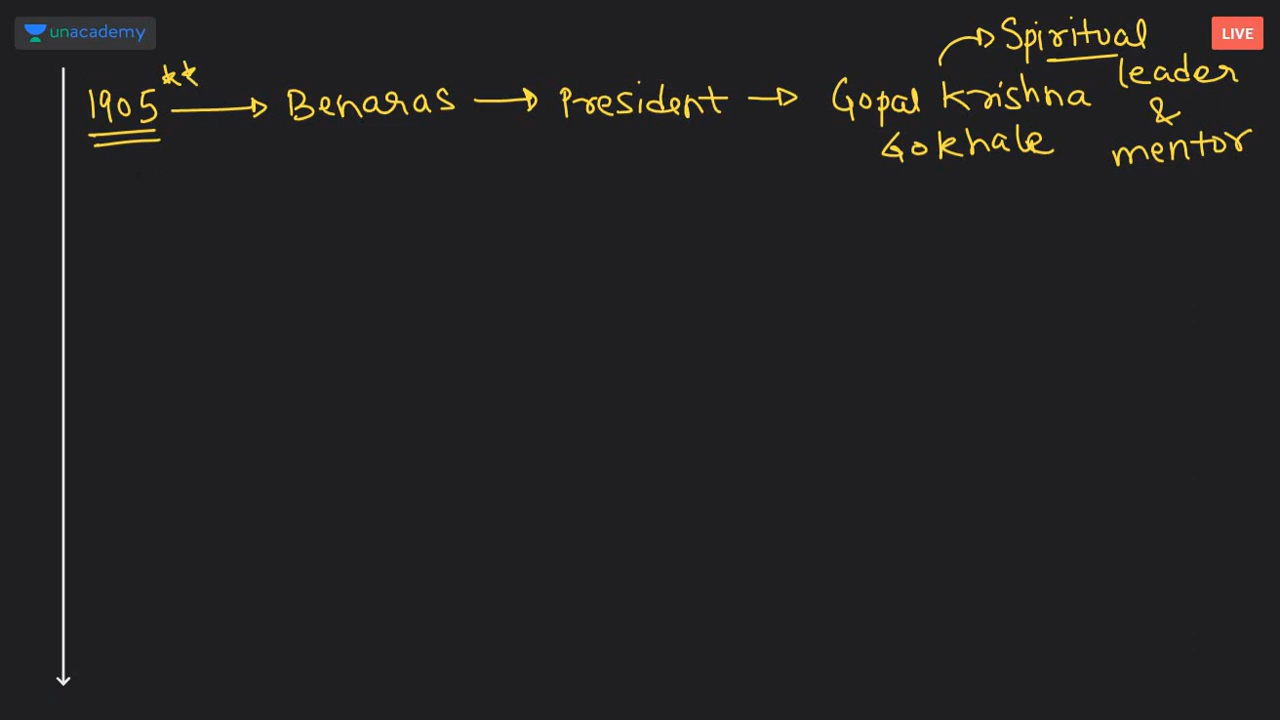 unacademy
LIVE
1905** → Benaras → President → Gopal Krishna
Gokhale
→ Spiritual
leader
&
mentor